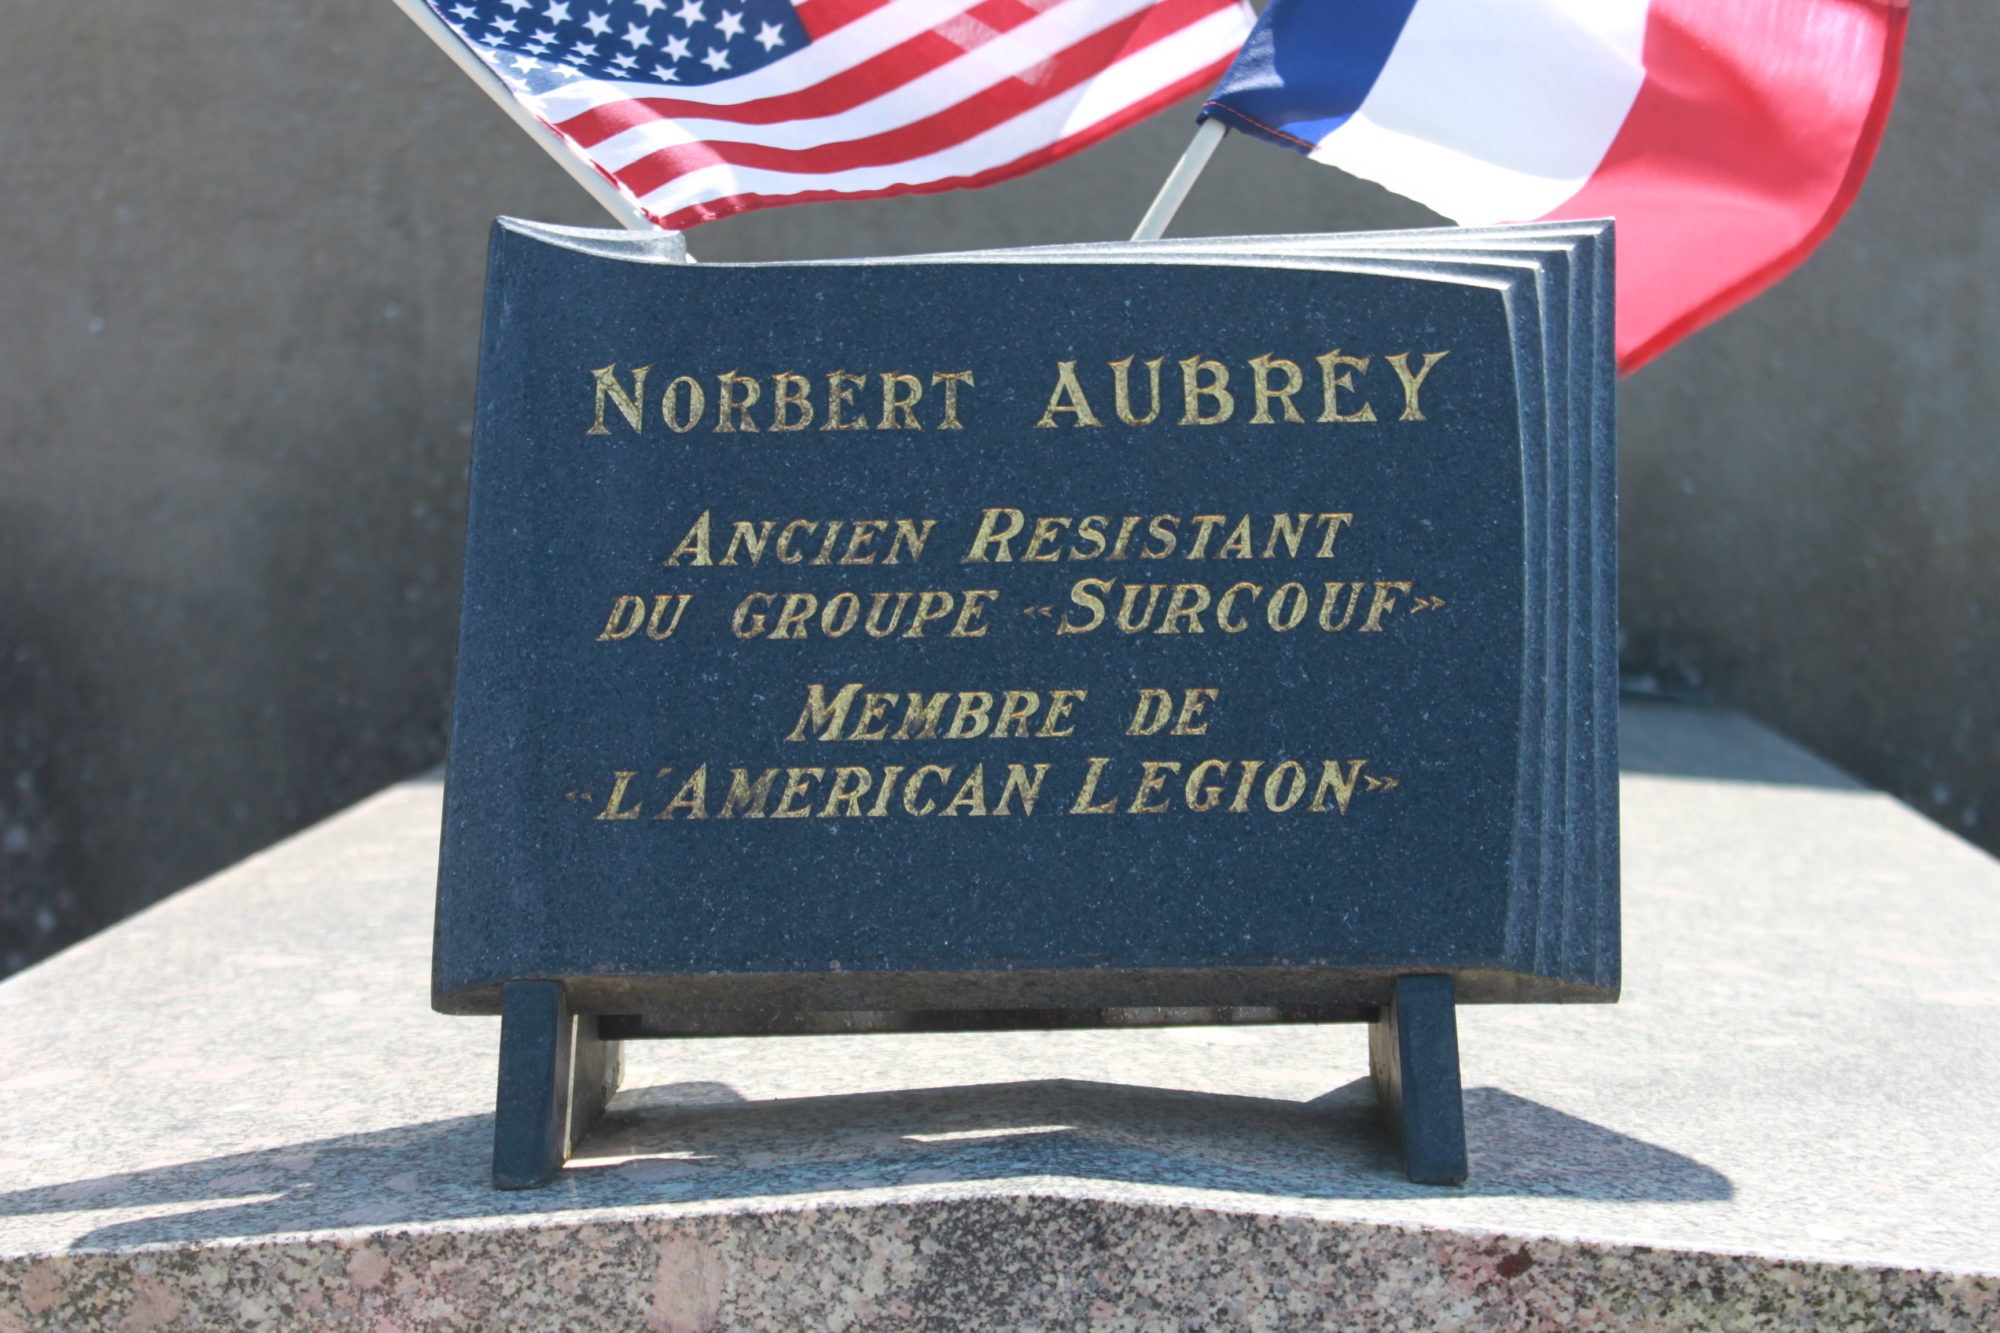 NORBERT AUBREY
ANCIEN RESISTANT
DU GROUPE «SURCOUF»
MEMBRE DE
«L'AMERICAN LEGION»